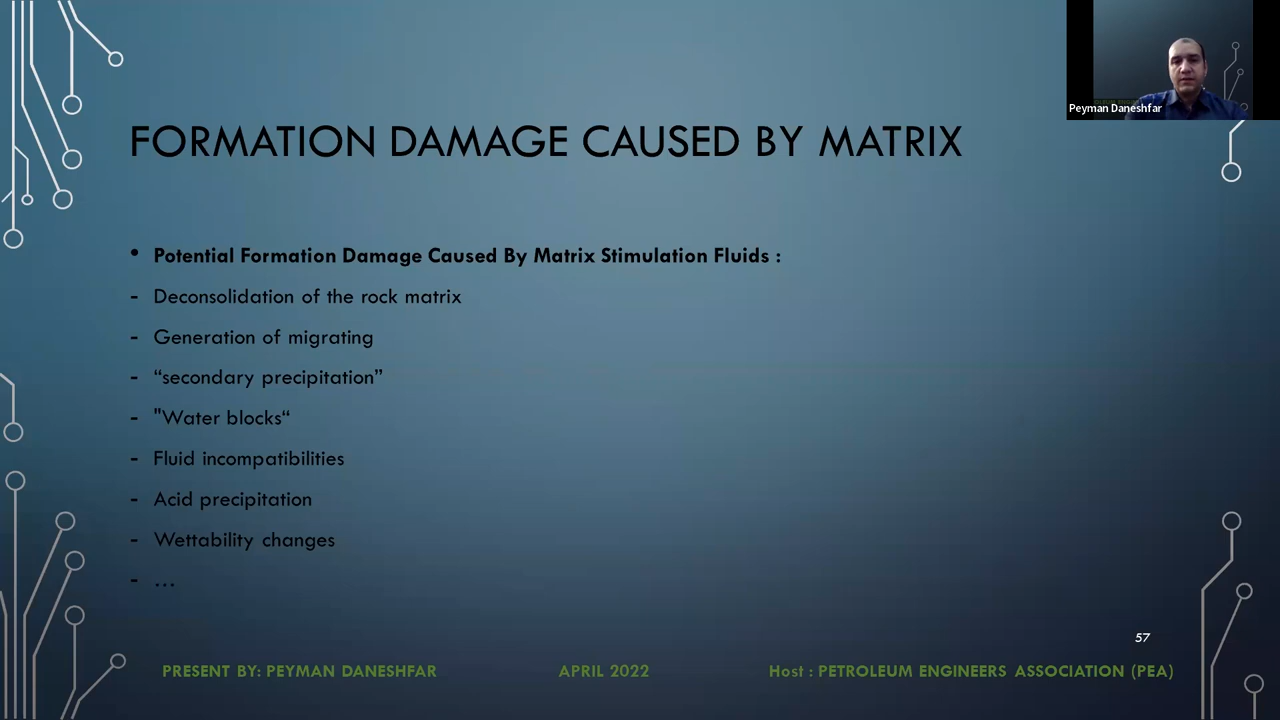 Peyman Daneshfar
FORMATION DAMAGE CAUSED BY MATRIX
• Potential Formation Damage Caused By Matrix Stimulation Fluids :
- Deconsolidation of the rock matrix
- Generation of migrating
- “secondary precipitation”
- "Water blocks“
- Fluid incompatibilities
- Acid precipitation
- Wettability changes
- …
57
PRESENT BY: PEYMAN DANESHFAR APRIL 2022 Host : PETROLEUM ENGINEERS ASSOCIATION (PEA)